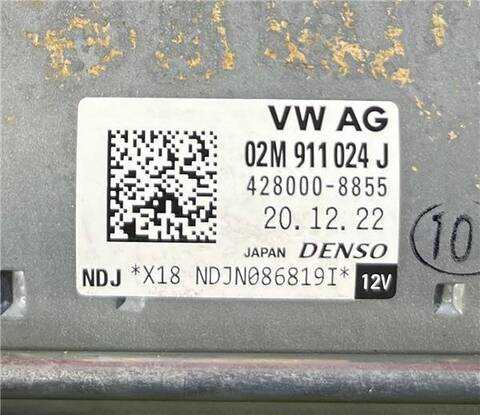 VW AG
02M 911 024 J
428000-8855
20.12.22
JAPAN DENSO
NDJ *X18 NDJN086819I* 12V
10